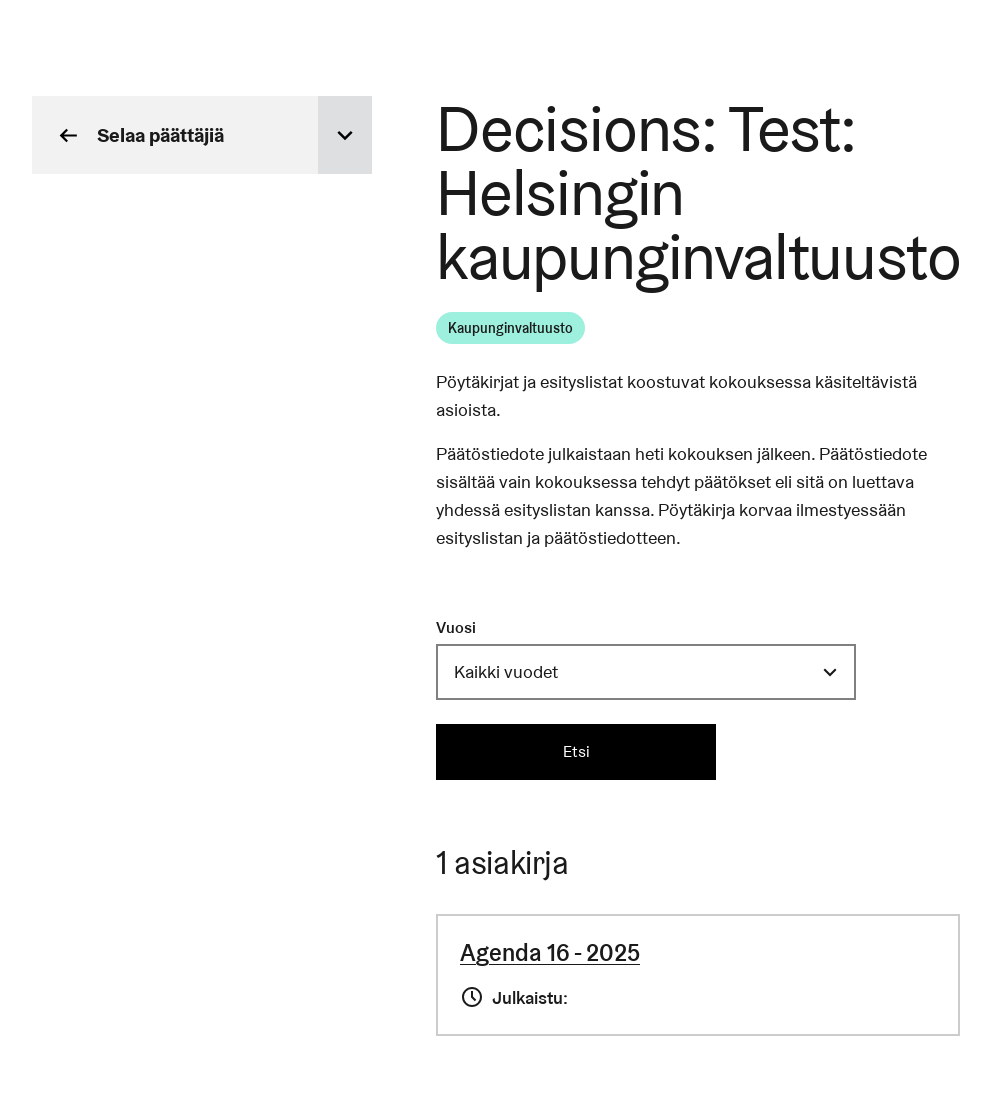 Selaa päättäjiä
Decisions: Test:
Helsingin
kaupunginvaltuusto
Kaupunginvaltuusto
Pöytäkirjat ja esityslistat koostuvat kokouksessa käsiteltävistä
asioista.
Päätöstiedote julkaistaan heti kokouksen jälkeen. Päätöstiedote
sisältää vain kokouksessa tehdyt päätökset eli sitä on luettava
yhdessä esityslistan kanssa. Pöytäkirja korvaa ilmestyessään
esityslistan ja päätöstiedotteen.
Vuosi
Kaikki vuodet
Etsi
1 asiakirja
Agenda 16 - 2025
Julkaistu: